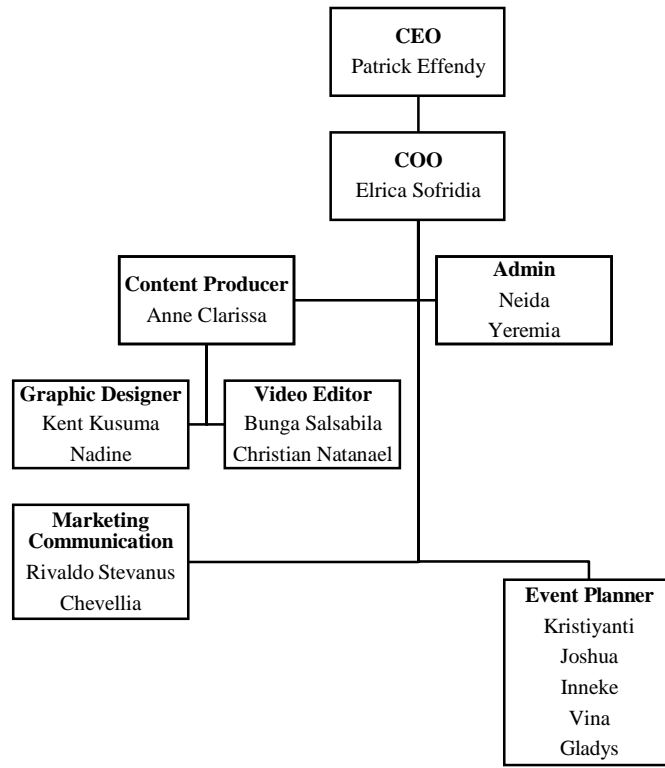 CEO
Patrick Effendy
COO
Elrica Sofridia
Content Producer
Anne Clarissa
Admin
Neida
Yeremia
Graphic Designer
Kent Kusuma
Nadine
Video Editor
Bunga Salsabila
Christian Natanael
Marketing
Communication
Rivaldo Stevanus
Chevellia
Event Planner
Kristiyanti
Joshua
Inneke
Vina
Gladys